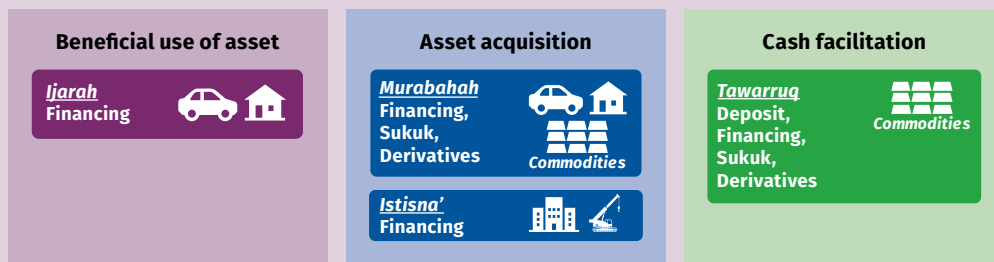 Beneficial use of asset
Ijarah
Financing
Asset acquisition
Murabahah
Financing,
Sukuk,
Derivatives
Commodities
Istisna’
Financing
Cash facilitation
Tawarruq
Deposit,
Financing,
Sukuk,
Derivatives
Commodities